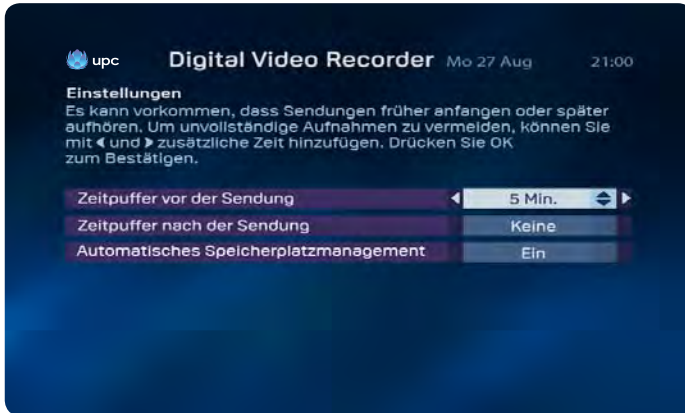 upc Digital Video Recorder Mo 27 Aug 21:00
Einstellungen
Es kann vorkommen, dass Sendungen früher anfangen oder später
aufhören. Um unvollständige Aufnahmen zu vermeiden, können Sie
mit ◀ und ▶ zusätzliche Zeit hinzufügen. Drücken Sie OK
zum Bestätigen.
Zeitpuffer vor der Sendung 5 Min.
Zeitpuffer nach der Sendung Keine
Automatisches Speicherplatzmanagement Ein